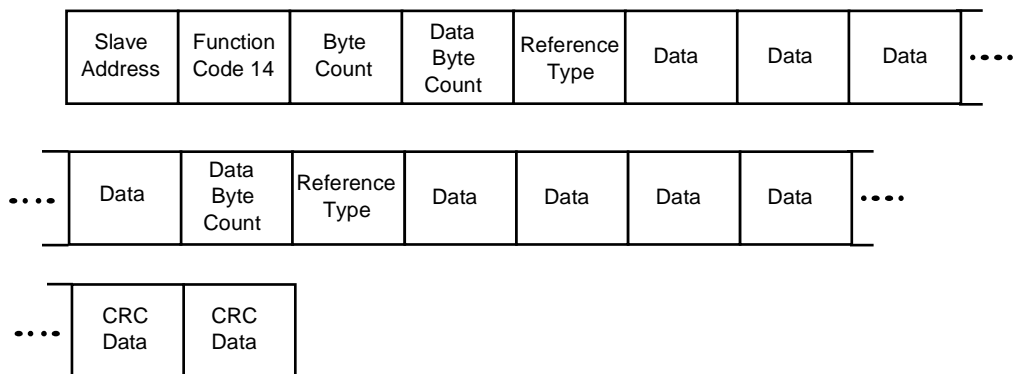 Slave Address
Function Code 14
Byte Count
Data Byte Count
Reference Type
Data
Data
Data
Data
Data Byte Count
Reference Type
Data
Data
Data
Data
CRC Data
CRC Data